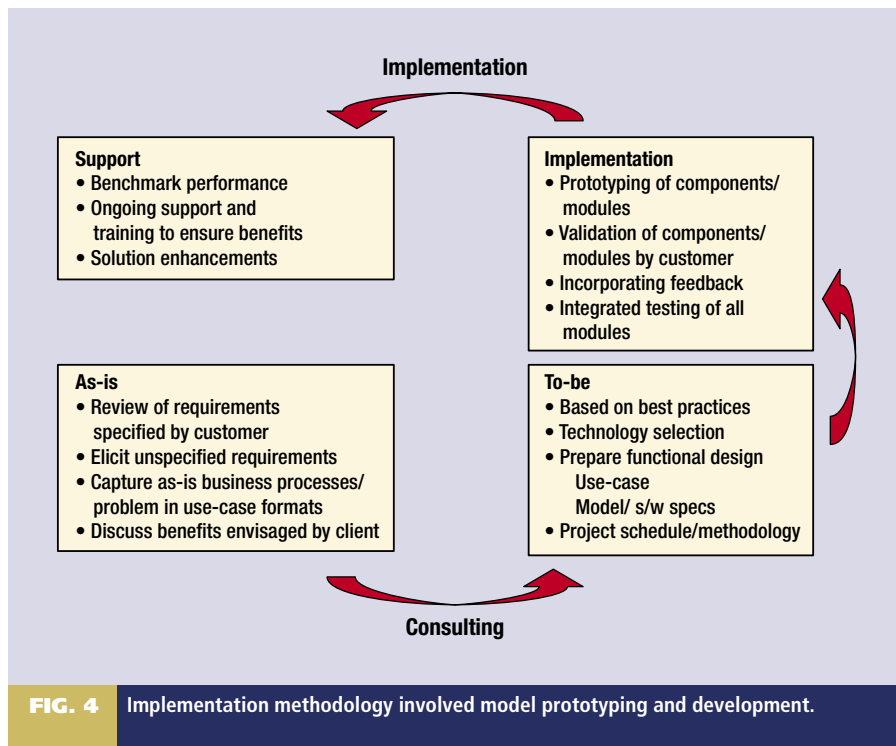 Implementation
Support
• Benchmark performance
• Ongoing support and
training to ensure benefits
• Solution enhancements
Implementation
• Prototyping of components/
modules
• Validation of components/
modules by customer
• Incorporating feedback
• Integrated testing of all
modules
As-is
• Review of requirements
specified by customer
• Elicit unspecified requirements
• Capture as-is business processes/
problem in use-case formats
• Discuss benefits envisaged by client
To-be
• Based on best practices
• Technology selection
• Prepare functional design
Use-case
Model/ s/w specs
• Project schedule/methodology
Consulting
FIG. 4 Implementation methodology involved model prototyping and development.